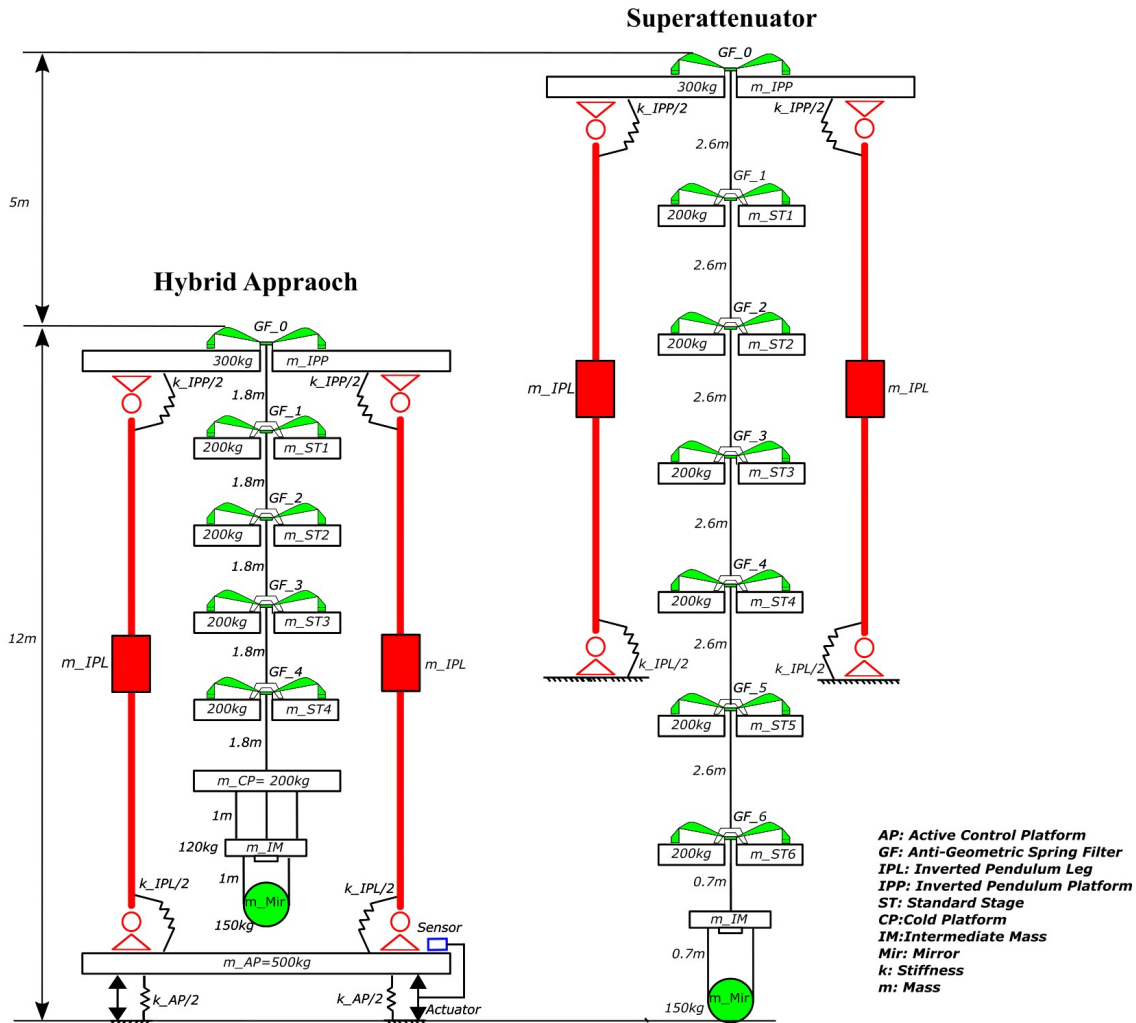 Superattenuator
GF_0
300kg
m_IPP
k_IPP/2
k_IPP/2
2.6m
GF_1
200kg
m_ST1
5m
2.6m
Hybrid Appraoch
GF_2
200kg
m_ST2
GF_0
300kg
m_IPP
k_IPP/2
k_IPP/2
1.8m
2.6m
m_IPL
m_IPL
GF_1
200kg
m_ST1
GF_3
200kg
m_ST3
1.8m
GF_2
200kg
m_ST2
2.6m
1.8m
GF_3
200kg
m_ST3
GF_4
200kg
m_ST4
12m
1.8m
m_IPL
m_IPL
2.6m
k_IPL/2
k_IPL/2
GF_4
200kg
m_ST4
GF_5
200kg
m_ST5
1.8m
m_CP= 200kg
2.6m
1m
GF_6
200kg
m_ST6
120kg
m_IM
1m
k_IPL/2
k_IPL/2
0.7m
m_Mir
150kg
m_IM
Sensor
0.7m
m_AP=500kg
k_AP/2
k_AP/2
Actuator
m_Mir
150kg
AP: Active Control Platform
GF: Anti-Geometric Spring Filter
IPL: Inverted Pendulum Leg
IPP: Inverted Pendulum Platform
ST: Standard Stage
CP:Cold Platform
IM:Intermediate Mass
Mir: Mirror
k: Stiffness
m: Mass